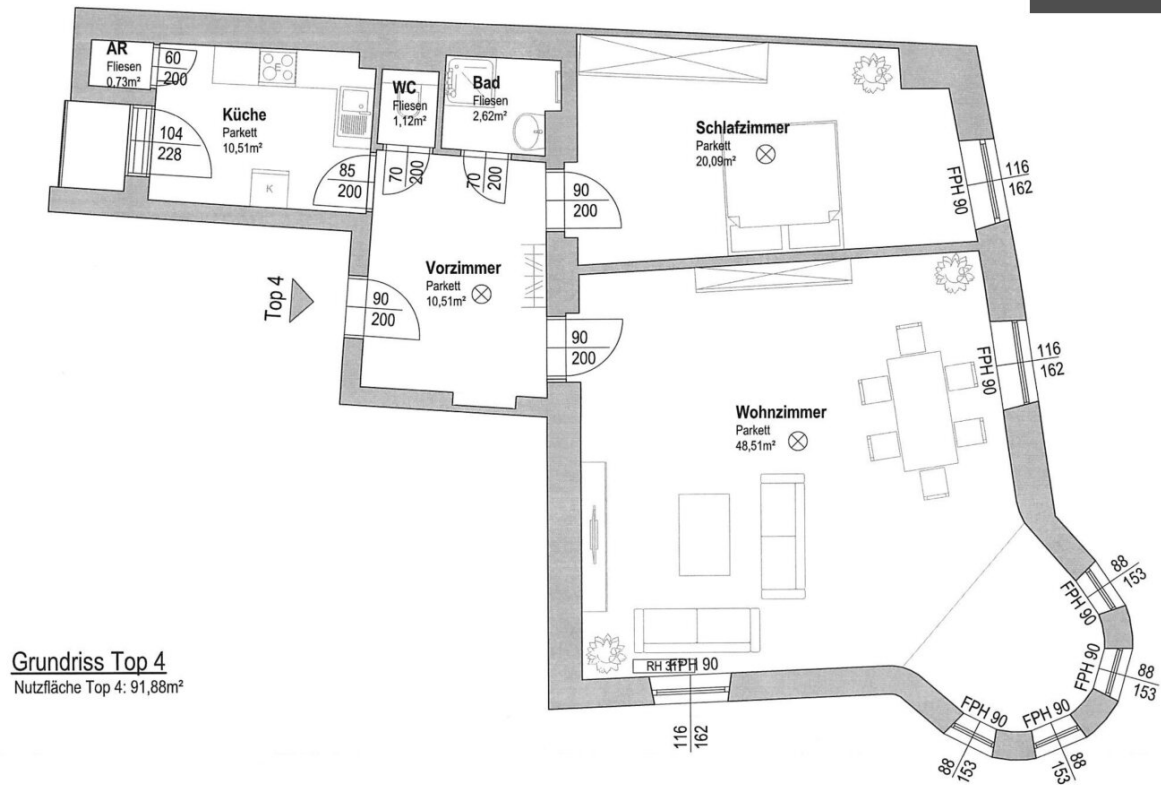 AR
Fliesen
0.73m²
60
200
104
228
Küche
Parkett
10,51m²
E
K
85
200
WC
Fliesen
1,12m²
70
200
Bad
Fliesen
2,62m²
70
200
90
200
Schlafzimmer
Parkett
20,09m²
FPH 90
116
162
Top 4
90
200
Vorzimmer
Parkett
10,51m²
90
200
FPH 90
116
162
Wohnzimmer
Parkett
48,51m²
FPH 90
88
153
FPH 90
88
153
FPH 90
88
153
FPH 90
88
153
RH
FPH 90
116
162
Grundriss Top 4
Nutzfläche Top 4: 91,88m²